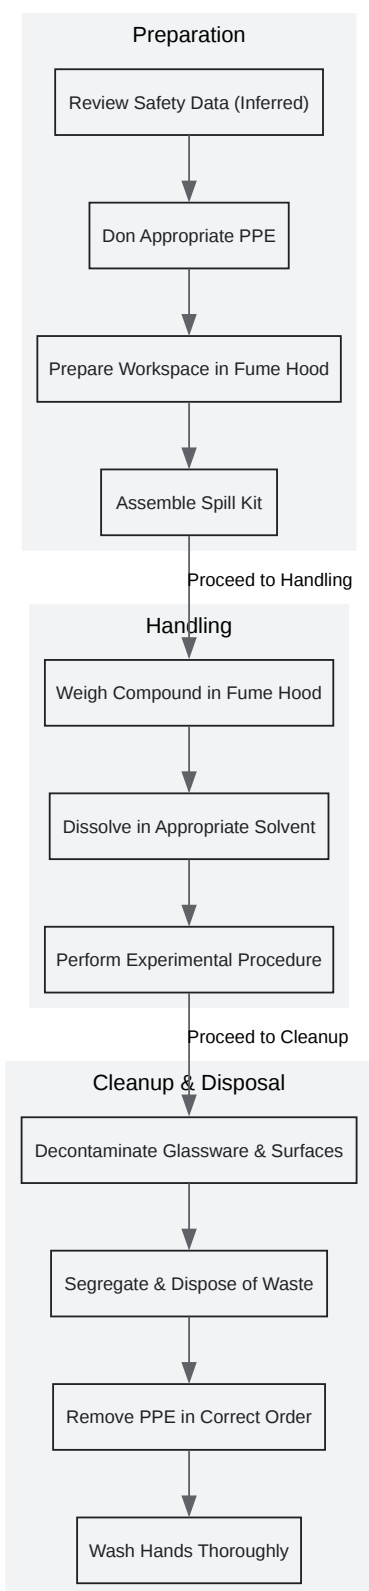 Preparation
Review Safety Data (Inferred)
Don Appropriate PPE
Prepare Workspace in Fume Hood
Assemble Spill Kit
Proceed to Handling
Handling
Weigh Compound in Fume Hood
Dissolve in Appropriate Solvent
Perform Experimental Procedure
Proceed to Cleanup
Cleanup & Disposal
Decontaminate Glassware & Surfaces
Segregate & Dispose of Waste
Remove PPE in Correct Order
Wash Hands Thoroughly